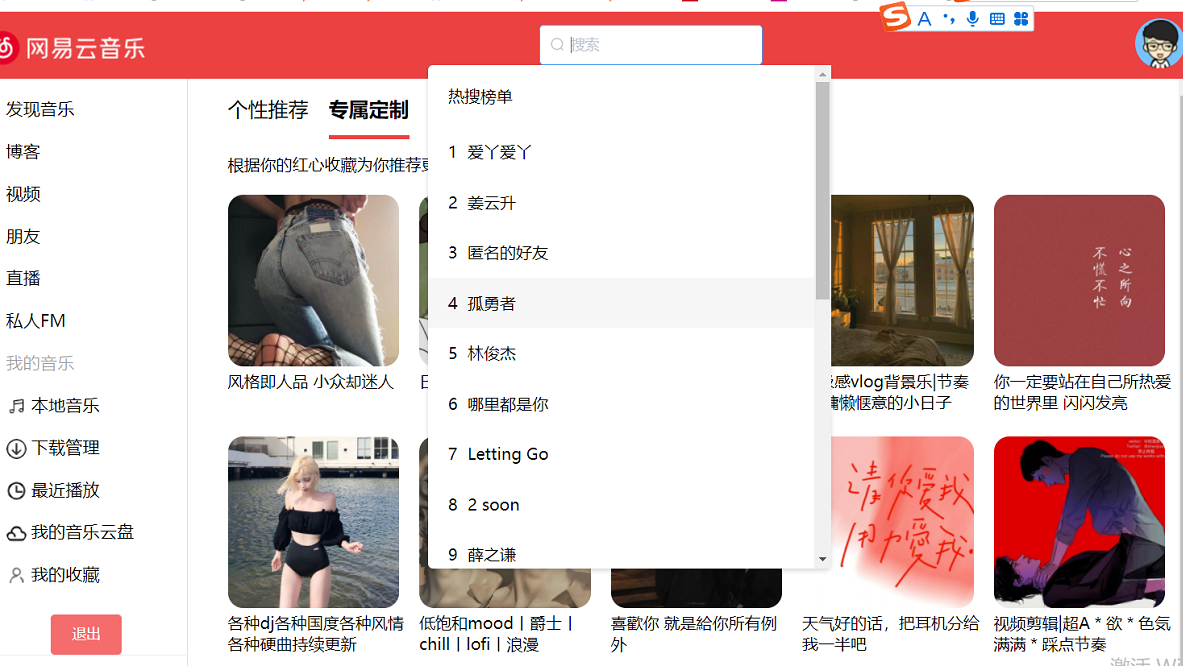 网易云音乐
搜索
A
发现音乐
博客
视频
朋友
直播
私人FM
我的音乐
本地音乐
下载管理
最近播放
我的音乐云盘
我的收藏
退出
个性推荐 专属定制
根据你的红心收藏为你推荐
热搜榜单
1 爱丫爱丫
2 姜云升
3 匿名的好友
4 孤勇者
5 林俊杰
6 哪里都是你
7 Letting Go
8 2 soon
9 薛之谦
风格即人品 小众却迷人
感vlog背景乐|节奏
慵懒惬意的小日子
你一定要站在自己所热爱
的世界里 闪闪发亮
心之所向
不慌不忙
请你爱我
用力爱我
各种dj各种国度各种风情
各种硬曲持续更新
低饱和mood丨爵士丨
chill丨lofi丨浪漫
喜歡你 就是給你所有例
外
天气好的话，把耳机分给
我一半吧
视频剪辑|超A * 欲 * 色气
满满 * 踩点节奏
激活